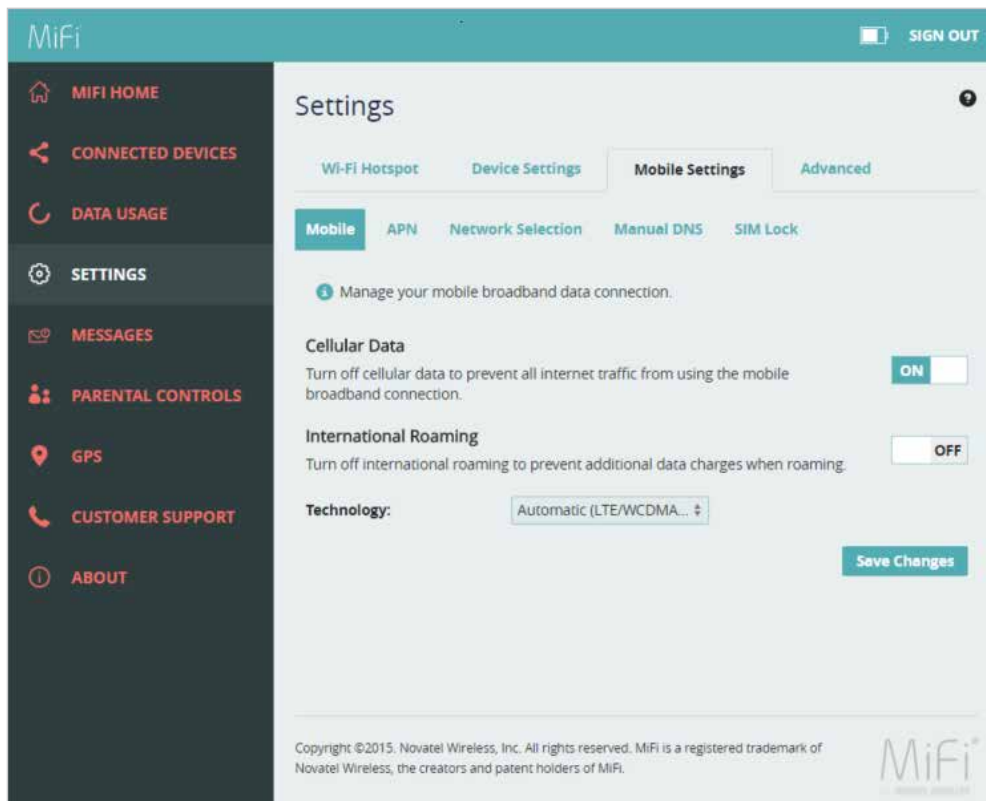 MiFi
SIGN OUT
MIFI HOME
CONNECTED DEVICES
DATA USAGE
SETTINGS
MESSAGES
PARENTAL CONTROLS
GPS
CUSTOMER SUPPORT
ABOUT
Settings
Wi-Fi Hotspot
Device Settings
Mobile Settings
Advanced
Mobile
APN
Network Selection
Manual DNS
SIM Lock
Manage your mobile broadband data connection.
Cellular Data
Turn off cellular data to prevent all internet traffic from using the mobile
broadband connection.
ON
International Roaming
Turn off international roaming to prevent additional data charges when roaming.
OFF
Technology:
Automatic (LTE/WCDMA...
Save Changes
Copyright ©2015. Novatel Wireless, Inc. All rights reserved. MiFi is a registered trademark of
Novatel Wireless, the creators and patent holders of MiFi.
MiFi®